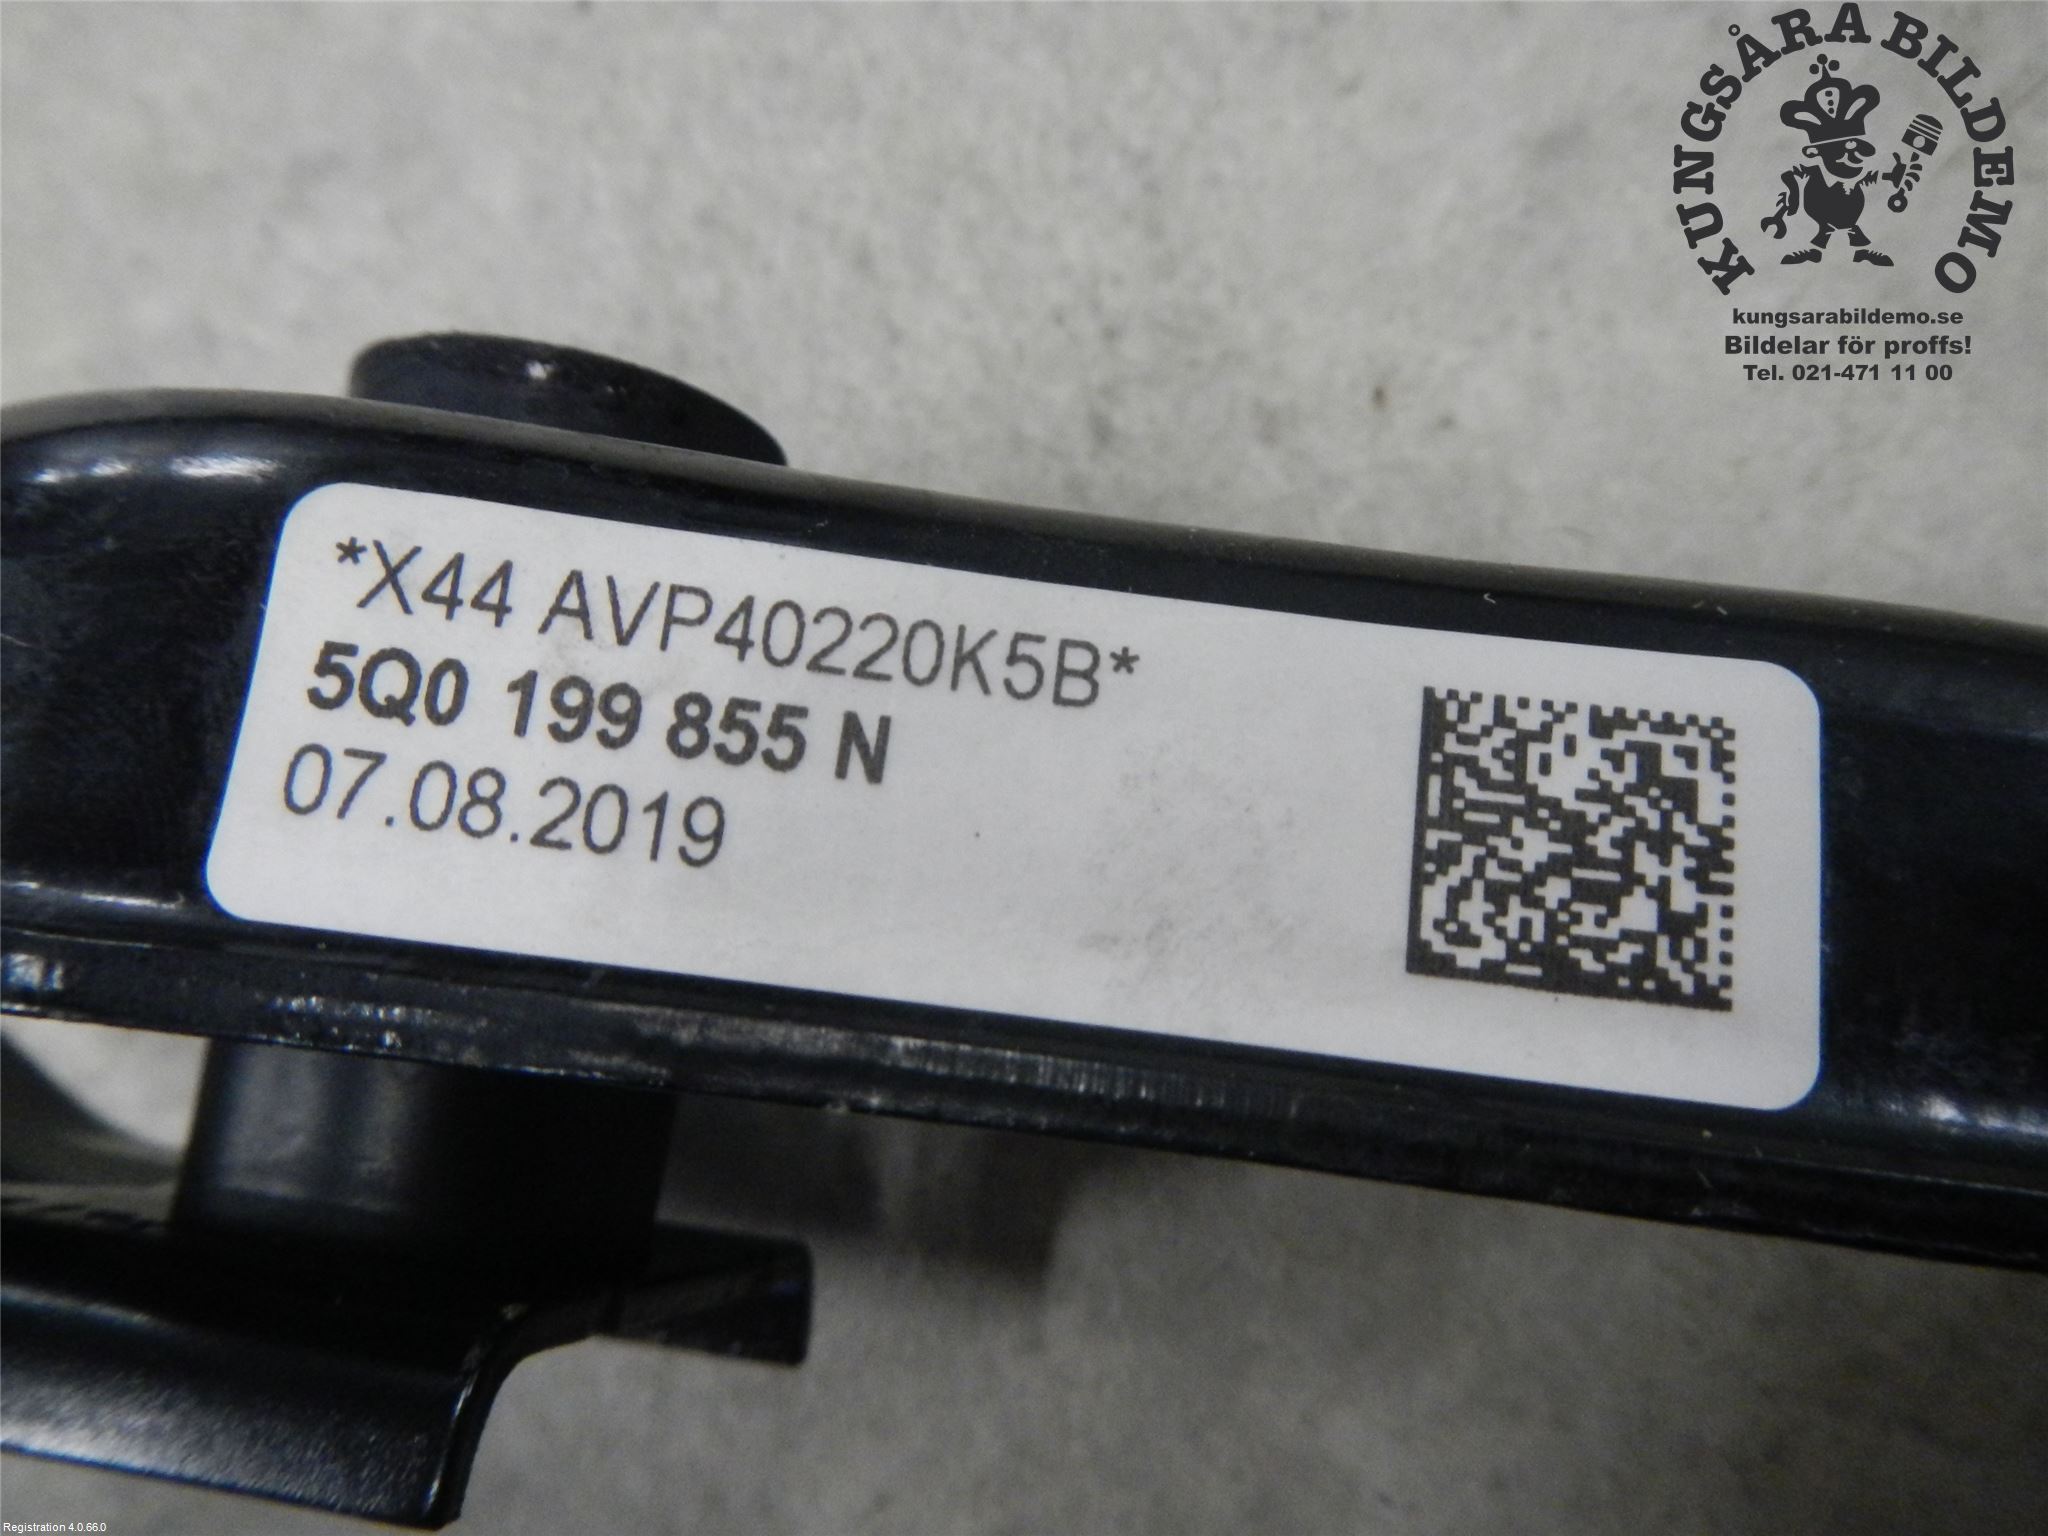 KUNGSÅRA BILDEMO
kungsarabildemo.se
Bildelar för proffs!
Tel. 021-471 11 00
*X44 AVP40220K5B*
5Q0 199 855 N
07.08.2019
Registration 4.0.66.0